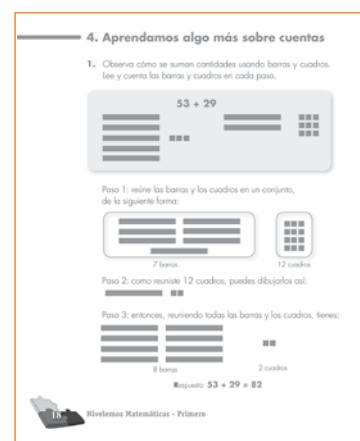 4. Aprendamos algo más sobre cuentas
1. Observa cómo se suman cantidades usando barras y cuadros.
Lee y cuenta las barras y cuadros en cada paso.
53 + 29
Paso 1: reúne las barras y los cuadros en un conjunto,
de la siguiente forma:
7 barras 12 cuadros
Paso 2: como reuniste 12 cuadros, puedes dibujarlos así:
Paso 3: entonces, reuniendo todas las barras y los cuadros, tienes:
8 barras 2 cuadros
Respuesta: 53 + 29 = 82
18 Nivelemos Matemáticas - Primero